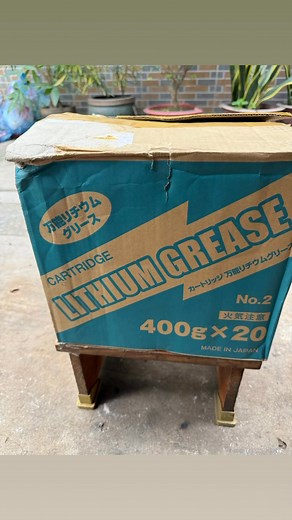 万能リチウム
グリース
CARTRIDGE
LITHIUM GREASE
カートリッジ 万能リチウムグリース
No.2
400g×20
火気注意
MADE IN JAPAN